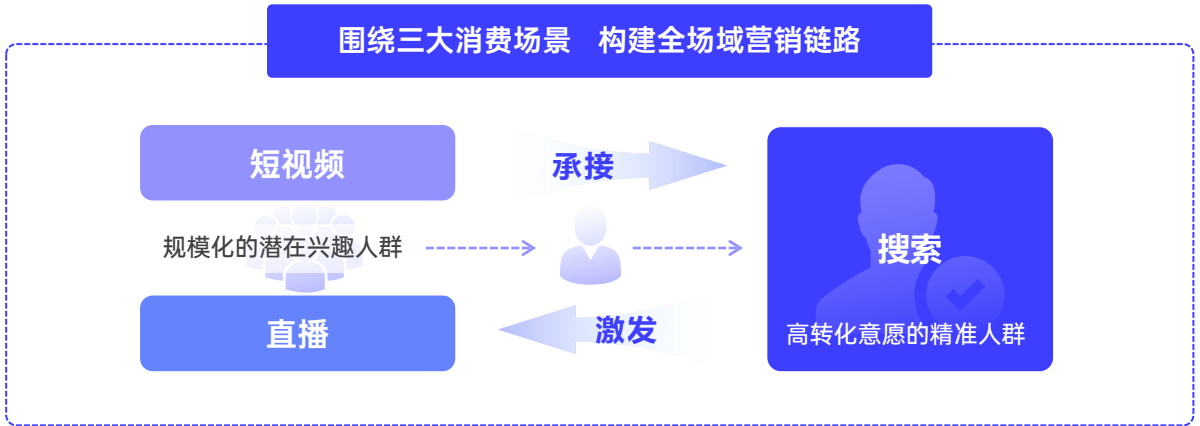 围绕三大消费场景 构建全场域营销链路
短视频
承接
规模化的潜在兴趣人群
搜索
直播
激发
高转化意愿的精准人群